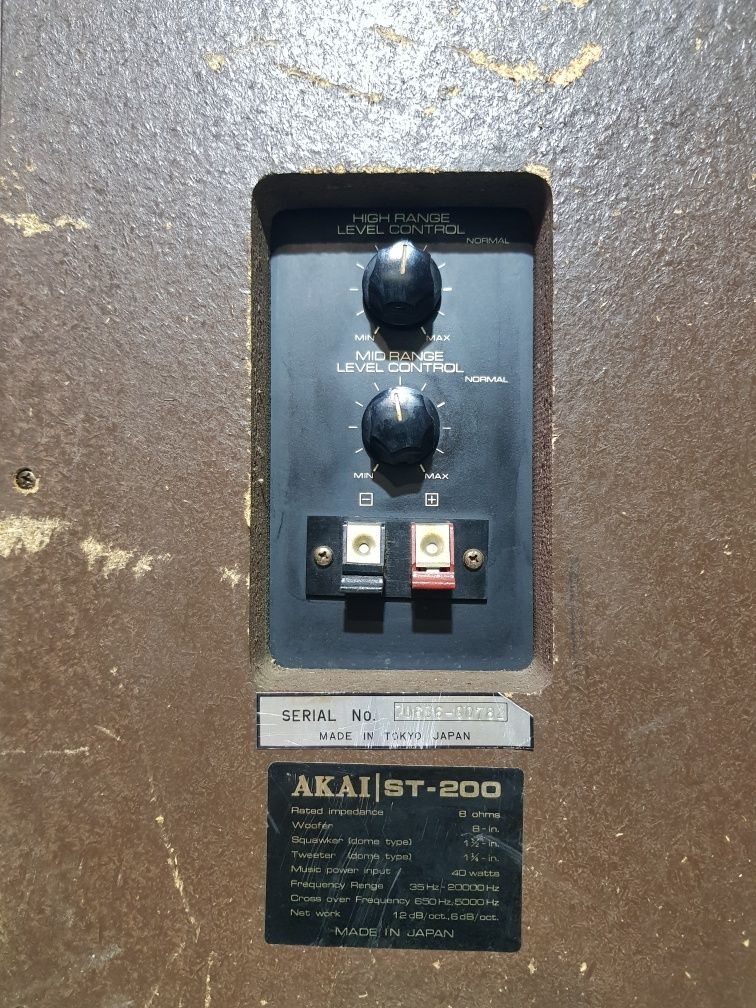 HIGH RANGE
LEVEL CONTROL
NORMAL
MIN MAX
MID RANGE
LEVEL CONTROL
NORMAL
MIN MAX
- +
SERIAL No.
MADE IN TOKYO JAPAN
AKAI|ST-200
Rated impedance 8 ohms
Woofer 8-in.
Squawker (dome type) 1½-in.
Tweeter (dome type) 1¼-in.
Music power input 40 watts
Frequency Range 35Hz-20000Hz
Cross over Frequency 650Hz,5000Hz
Net work 12dB/oct.,6dB/oct.
MADE IN JAPAN